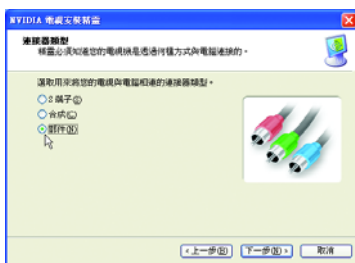 NVIDIA 電視安裝精靈
連接器類型
精靈必須知道您的電視機是透過何種方式與電腦連接的。
選取用來將您的電視與電腦相連的連接器類型。
S 端子(S)
合成(C)
部件(N)
<上一步(B)
下一步(N)>
取消